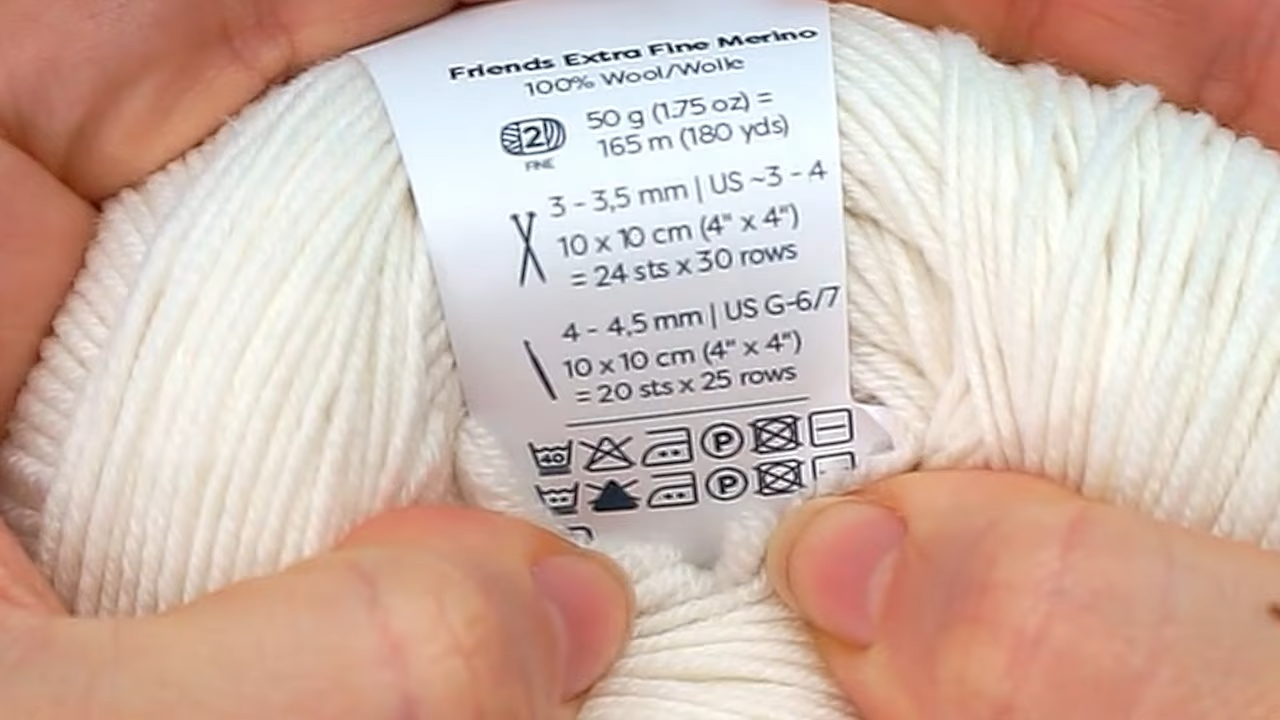 Friends Extra Fine Merino
100% Wool/Wolle
2
FINE
50 g (1.75 oz) =
165 m (180 yds)
3 - 3,5 mm | US ~3 - 4
10 x 10 cm (4" x 4")
= 24 sts x 30 rows
4 - 4,5 mm | US G-6/7
10 x 10 cm (4" x 4")
= 20 sts x 25 rows
40 P
P